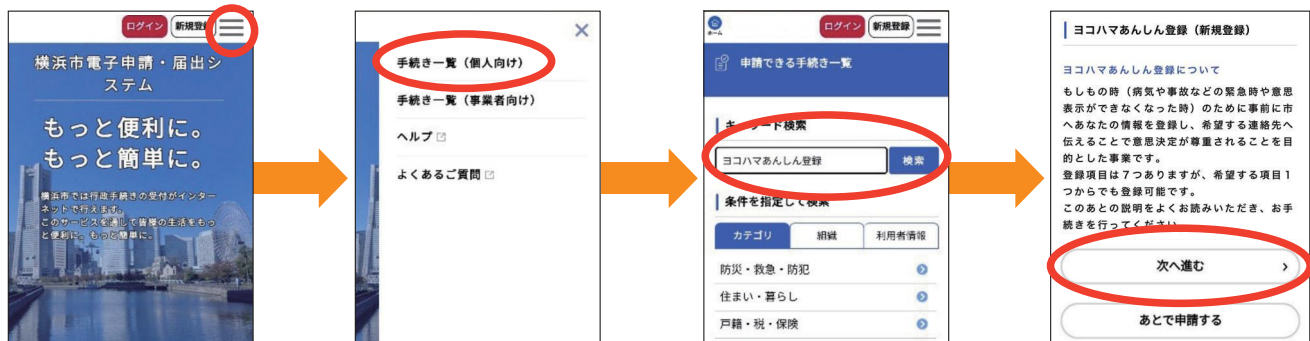 ログイン
新規登録
横浜市電子申請・届出シ
ステム
もっと便利に。
もっと簡単に。
横浜市では行政手続きの受付がインター
ネットで行えます。
このサービスを通して皆様の生活をもっ
と便利に。もっと簡単に。
手続き一覧（個人向け）
手続き一覧（事業者向け）
ヘルプ
よくあるご質問
ホーム
ログイン
新規登録
申請できる手続き一覧
キーワード検索
ヨコハマあんしん登録
検索
条件を指定して検索
カテゴリ
組織
利用者情報
防災・救急・防犯
住まい・暮らし
戸籍・税・保険
ヨコハマあんしん登録（新規登録）
ヨコハマあんしん登録について
もしもの時（病気や事故などの緊急時や意思
表示ができなくなった時）のために事前に市
へあなたの情報を登録し、希望する連絡先へ
伝えることで意思決定が尊重されることを目
的とした事業です。
登録項目は７つありますが、希望する項目１
つからでも登録可能です。
このあとの説明をよくお読みいただき、お手
続きを行ってください。
次へ進む
あとで申請する